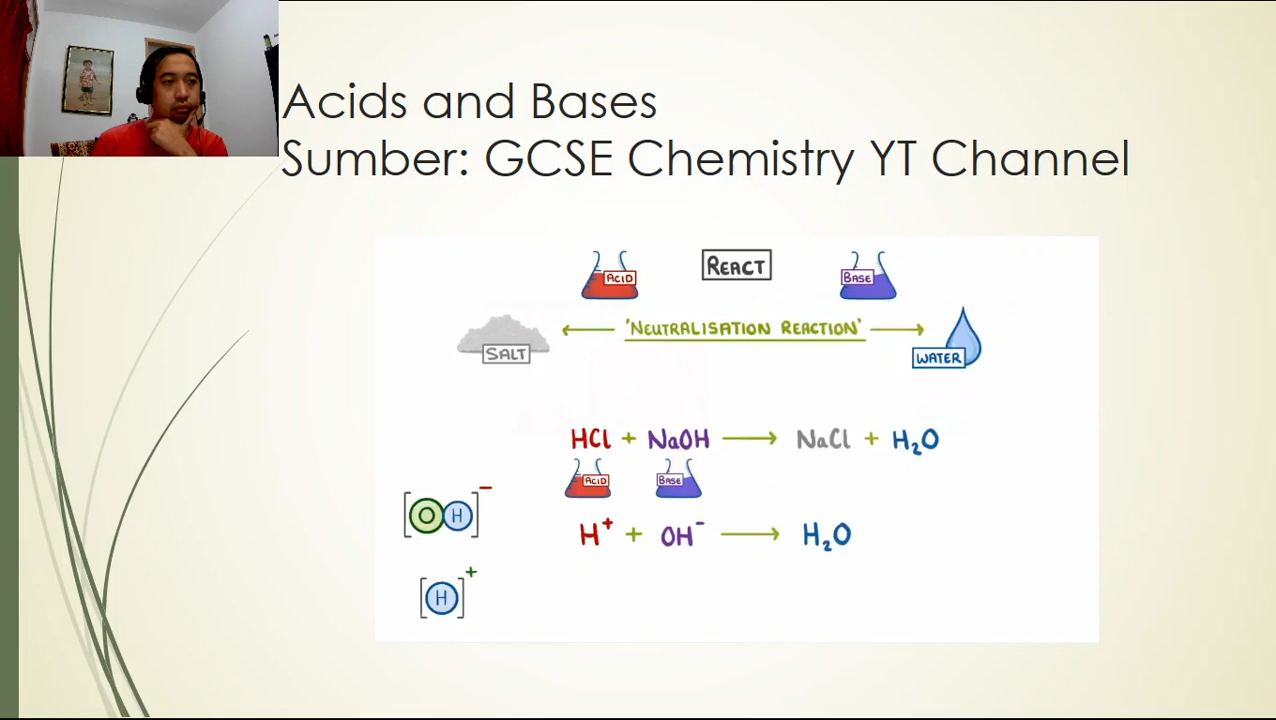 Acids and Bases
Sumber: GCSE Chemistry YT Channel
ACID
REACT
BASE
'NEUTRALISATION REACTION'
SALT
WATER
HCl + NaOH → NaCl + H₂O
ACID
BASE
[OH]⁻
H⁺ + OH⁻ → H₂O
[H]⁺